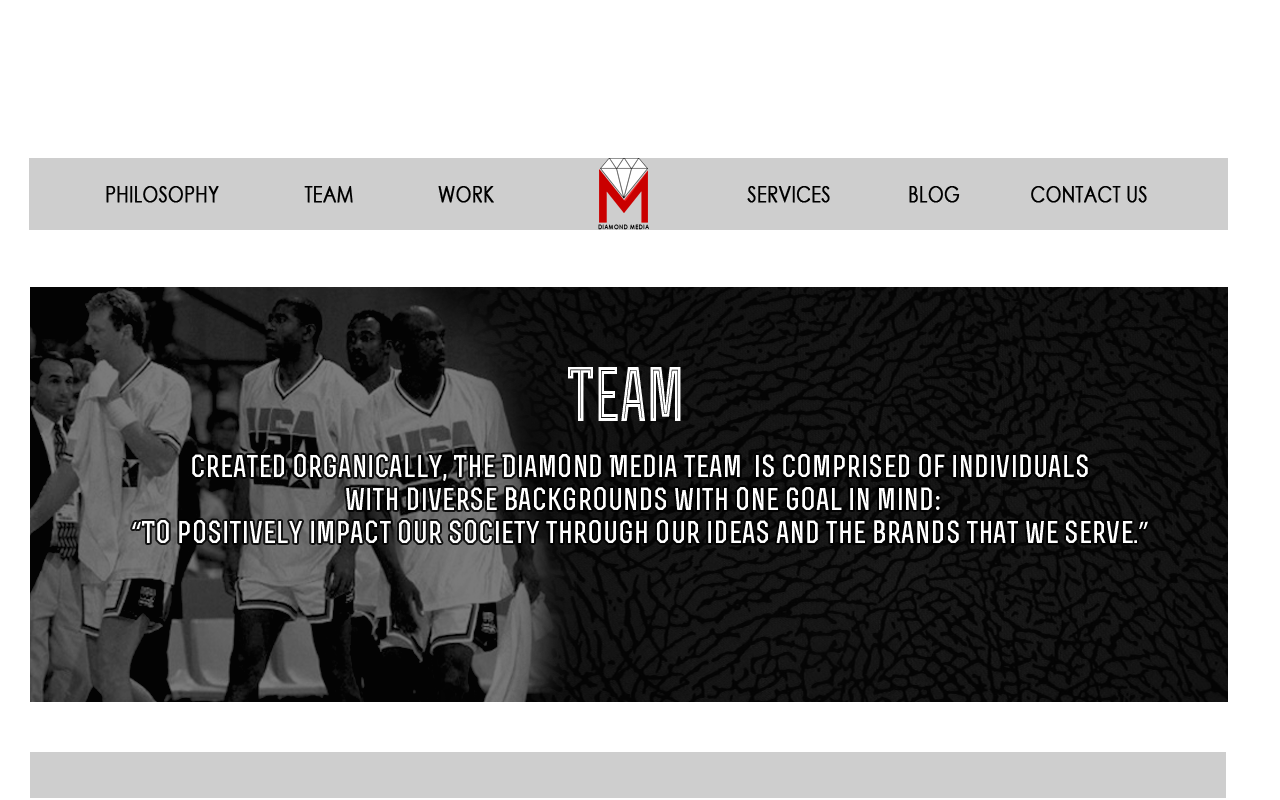 PHILOSOPHY TEAM WORK SERVICES BLOG CONTACT US
DIAMOND MEDIA
TEAM
USA USA
CREATED ORGANICALLY, THE DIAMOND MEDIA TEAM IS COMPRISED OF INDIVIDUALS
WITH DIVERSE BACKGROUNDS WITH ONE GOAL IN MIND:
“TO POSITIVELY IMPACT OUR SOCIETY THROUGH OUR IDEAS AND THE BRANDS THAT WE SERVE.”